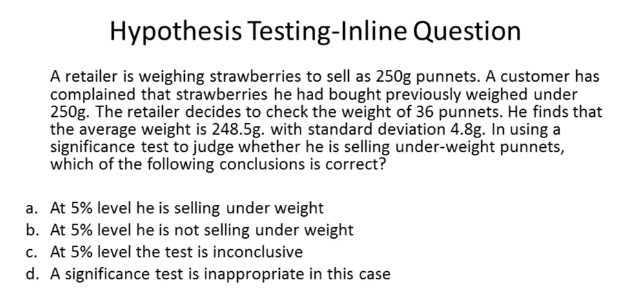 Hypothesis Testing-Inline Question
A retailer is weighing strawberries to sell as 250g punnets. A customer has
complained that strawberries he had bought previously weighed under
250g. The retailer decides to check the weight of 36 punnets. He finds that
the average weight is 248.5g. with standard deviation 4.8g. In using a
significance test to judge whether he is selling under-weight punnets,
which of the following conclusions is correct?
a. At 5% level he is selling under weight
b. At 5% level he is not selling under weight
c. At 5% level the test is inconclusive
d. A significance test is inappropriate in this case